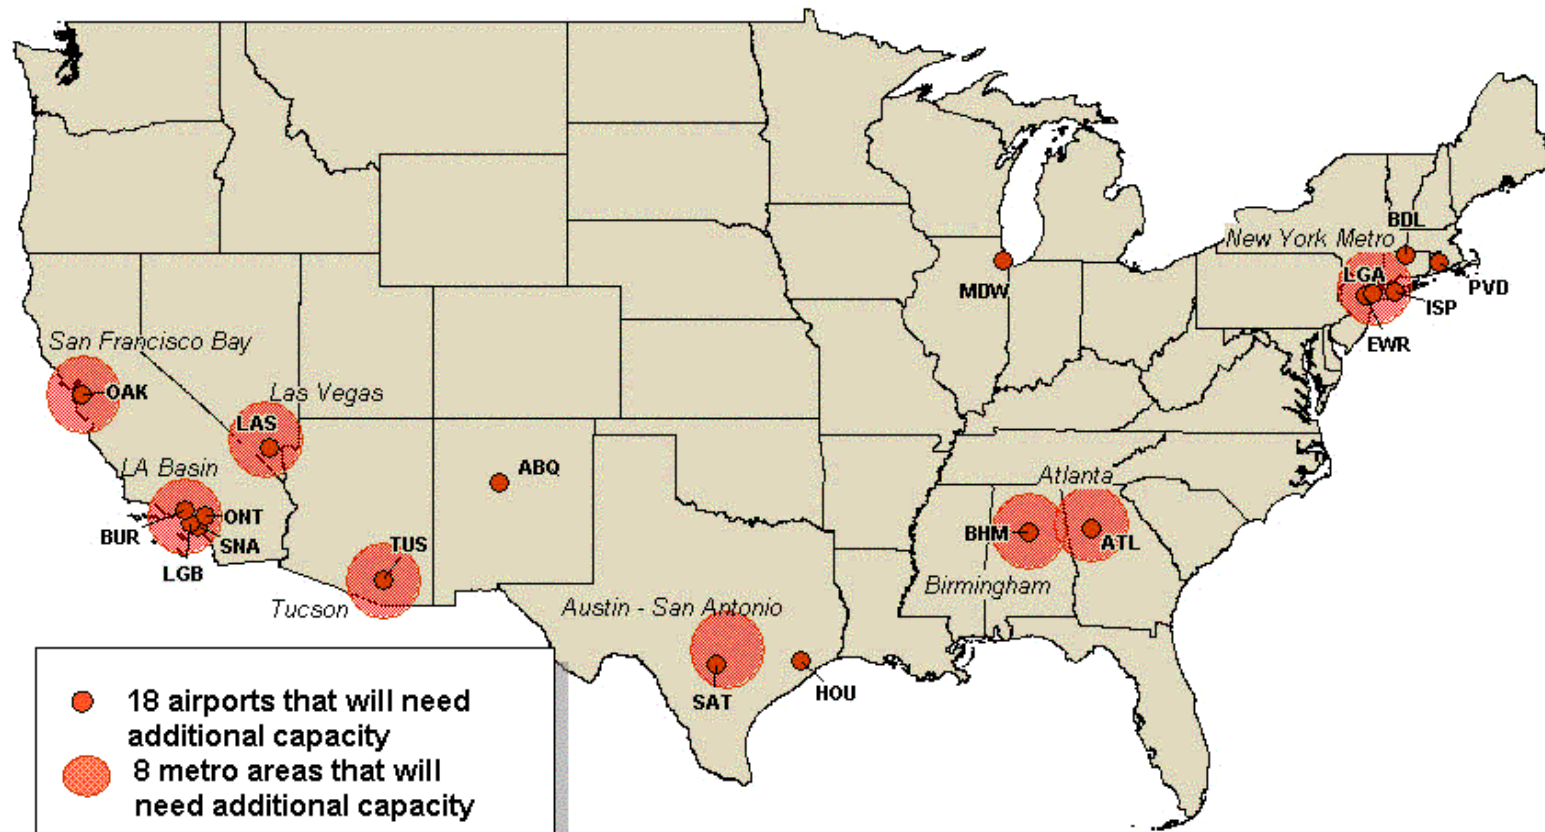 BDL
New York Metro
LGA
PVD
MDW
ISP
EWR
San Francisco Bay
OAK
Las Vegas
LAS
LA Basin
ABQ
Atlanta
ONT
BUR
SNA
BHM
ATL
TUS
LGB
Birmingham
Tucson
Austin - San Antonio
SAT
HOU
18 airports that will need
additional capacity
8 metro areas that will
need additional capacity